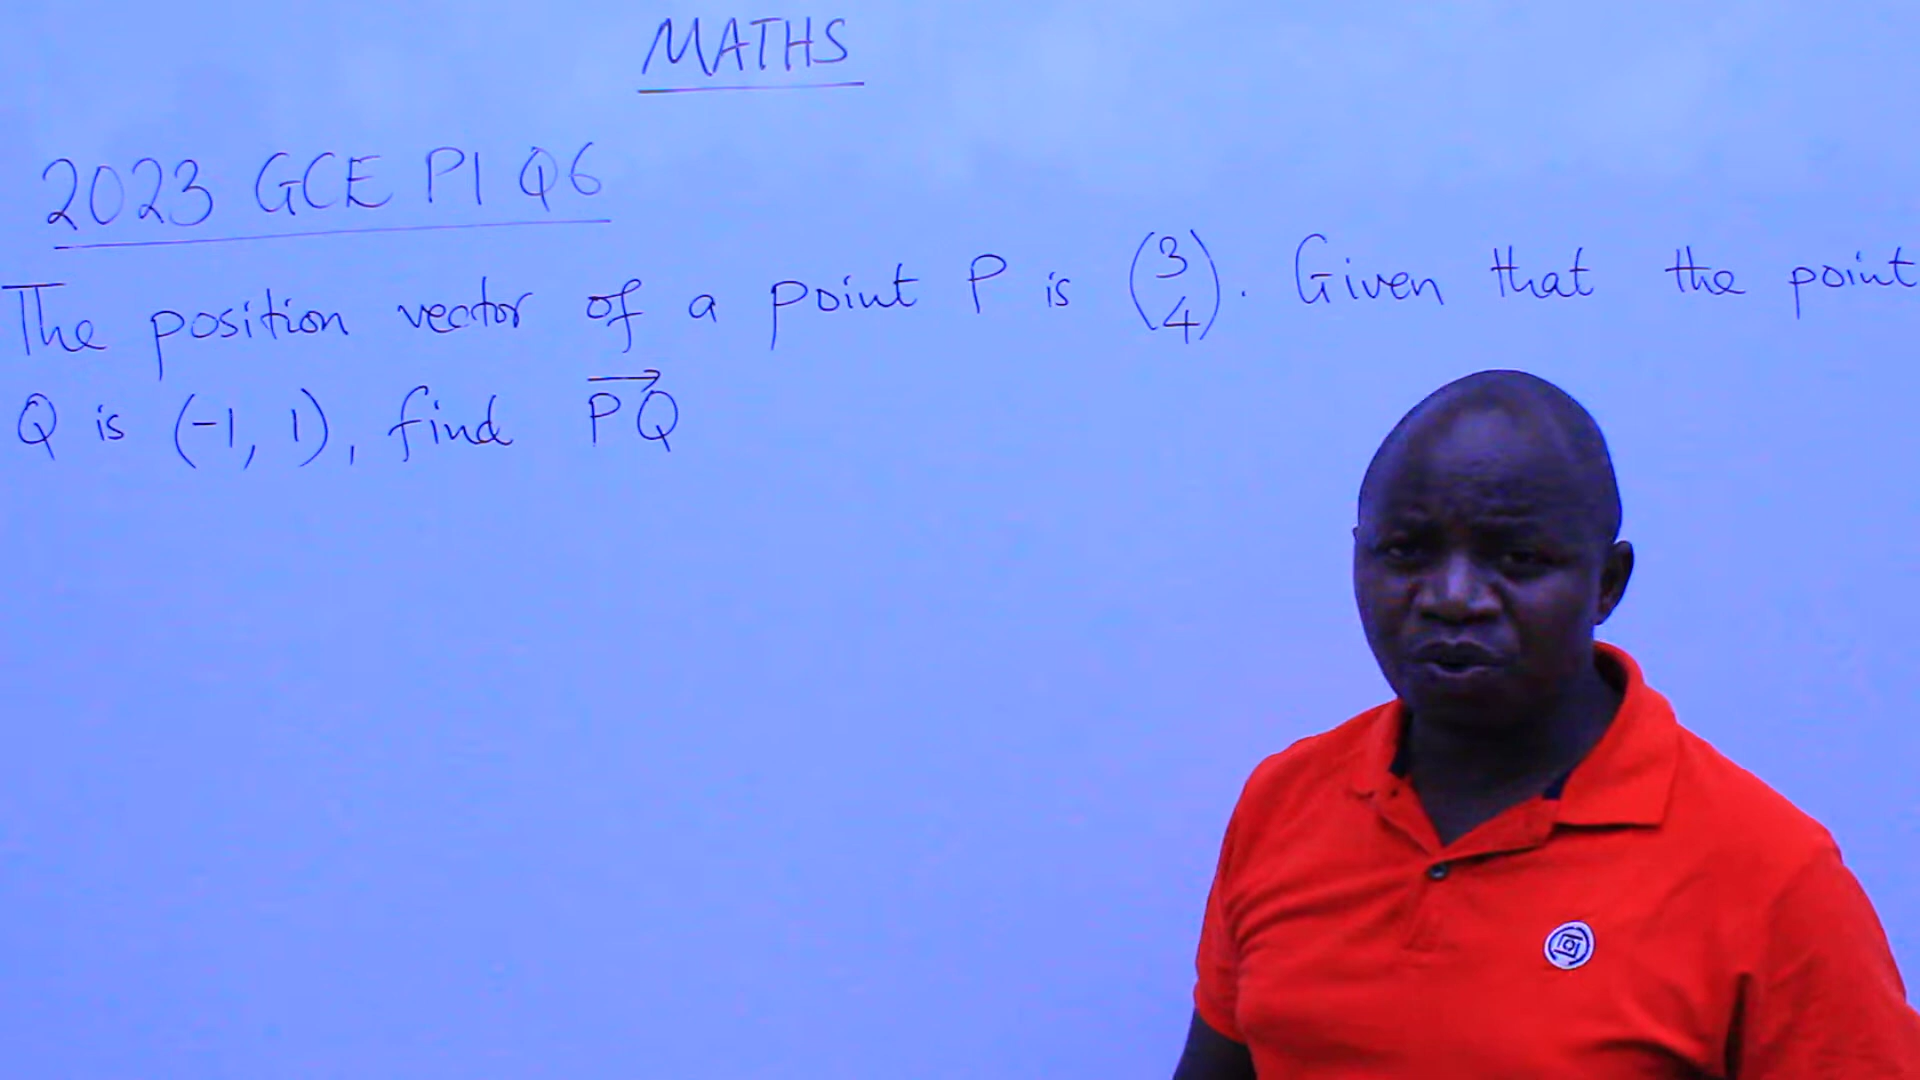 MATHS
2023 GCE P1 Q6
The position vector of a point P is (3 4). Given that the point
Q is (-1, 1), find PQ